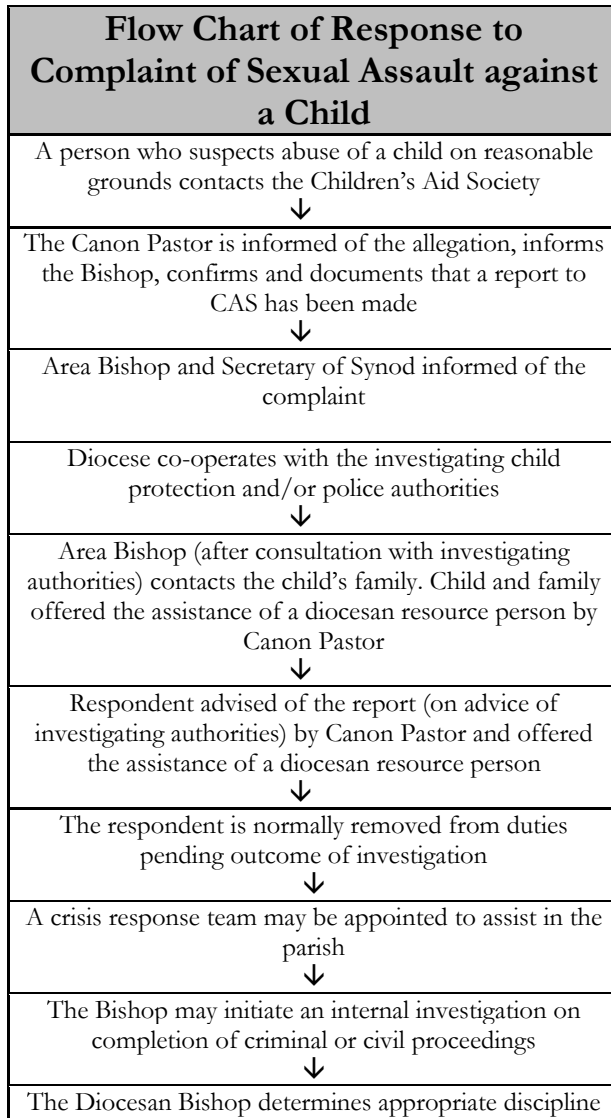 Flow Chart of Response to
Complaint of Sexual Assault against
a Child
A person who suspects abuse of a child on reasonable
grounds contacts the Children's Aid Society
↓
The Canon Pastor is informed of the allegation, informs
the Bishop, confirms and documents that a report to
CAS has been made
↓
Area Bishop and Secretary of Synod informed of the
complaint
Diocese co-operates with the investigating child
protection and/or police authorities
↓
Area Bishop (after consultation with investigating
authorities) contacts the child's family. Child and family
offered the assistance of a diocesan resource person by
Canon Pastor
↓
Respondent advised of the report (on advice of
investigating authorities) by Canon Pastor and offered
the assistance of a diocesan resource person
↓
The respondent is normally removed from duties
pending outcome of investigation
↓
A crisis response team may be appointed to assist in the
parish
↓
The Bishop may initiate an internal investigation on
completion of criminal or civil proceedings
↓
The Diocesan Bishop determines appropriate discipline